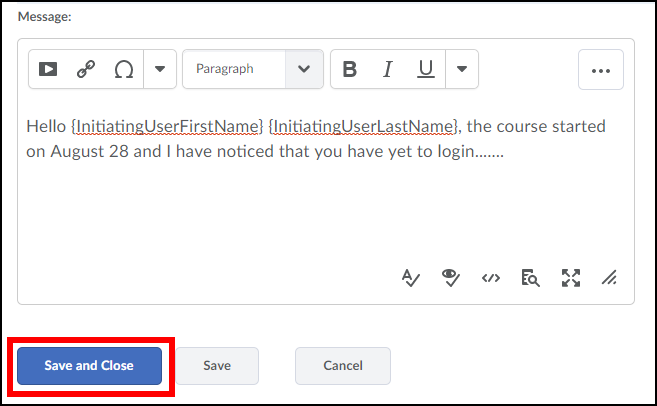 Message:
Paragraph
B I U
Hello {InitiatingUserFirstName} {InitiatingUserLastName}, the course started
on August 28 and I have noticed that you have yet to login.......
Save and Close Save Cancel